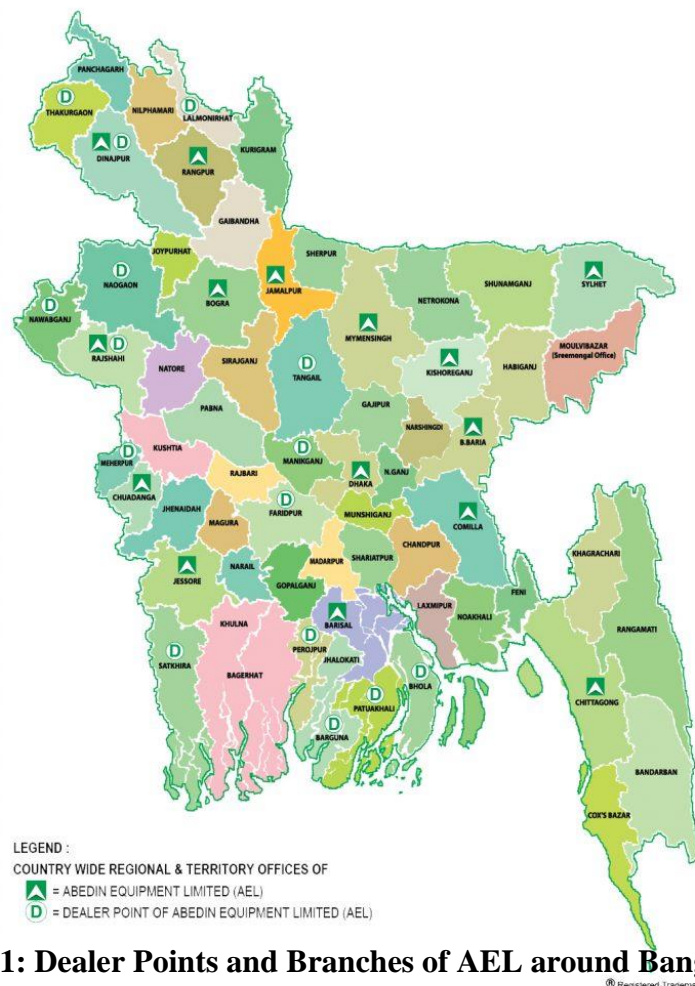 PANCHAGARH
THAKURGAON
NILPHAMARI
LALMONIRHAT
DINAJPUR
RANGPUR
KURIGRAM
GAIBANDHA
JOYPURHAT
NAOGAON
BOGRA
JAMALPUR
SHERPUR
NETROKONA
SHUNAMGANJ
SYLHET
NAWABGANJ
MYMENSINGH
RAJSHAHI
NATORE
SIRAJGANJ
TANGAIL
KISHOREGANJ
HABIGANJ
MOULVIBAZAR
(Sreemongal Office)
PABNA
GAJIPUR
NARSHINGDI
B.BARIA
KUSHTIA
MEHERPUR
MANIKGANJ
RAJBARI
DHAKA
N.GANJ
CHUADANGA
JHENAIDAH
MAGURA
FARIDPUR
MUNSHIGANJ
COMILLA
CHANDPUR
KHAGRACHARI
JESSORE
NARAIL
GOPALGANJ
MADARPUR
SHARIATPUR
FENI
LAXMIPUR
NOAKHALI
RANGAMATI
KHULNA
BARISAL
SATKHIRA
PEROJPUR
JHALOKATI
BAGERHAT
BHOLA
PATUAKHALI
CHITTAGONG
BARGUNA
BANDARBAN
COX'S BAZAR
LEGEND :
COUNTRY WIDE REGIONAL & TERRITORY OFFICES OF
= ABEDIN EQUIPMENT LIMITED (AEL)
D = DEALER POINT OF ABEDIN EQUIPMENT LIMITED (AEL)
1: Dealer Points and Branches of AEL around Bang
® Registered Tradema